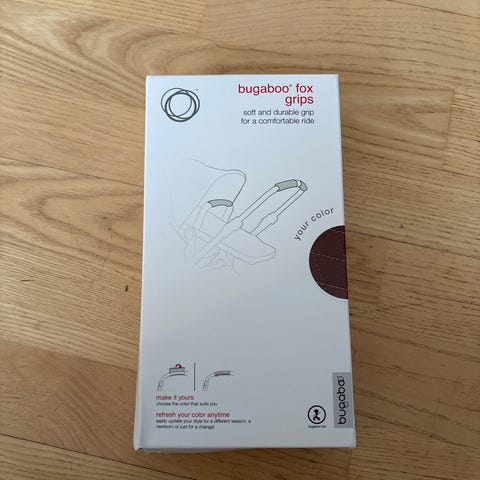 bugaboo® fox
grips
soft and durable grip
for a comfortable ride
your color
make it yours
choose the color that suits you
refresh your color anytime
easily update your style for a different season, a
newborn or just for a change!
bugaboo fox
bugaboo